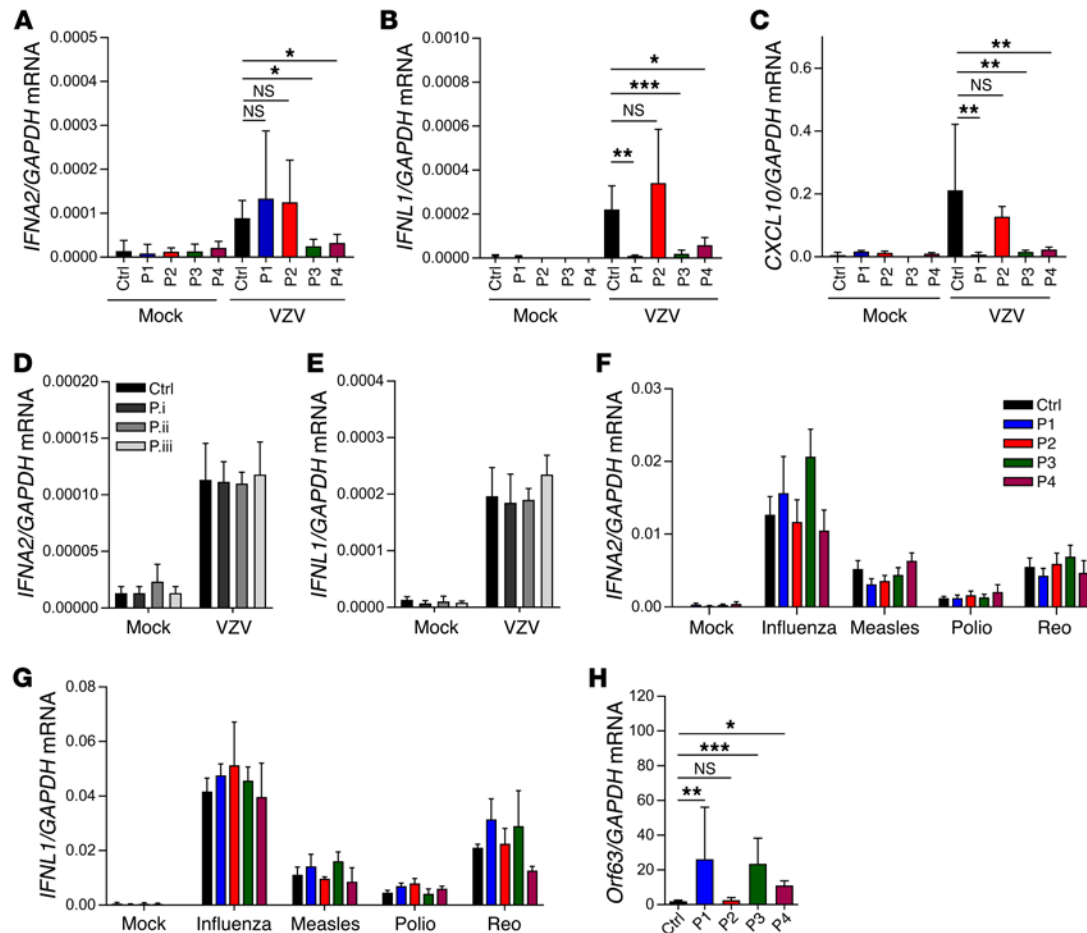 A
IFNA2/GAPDH mRNA
0.0005
0.0004
0.0003
0.0002
0.0001
0.0000
*
*
NS
NS
Ctrl P1 P2 P3 P4 Ctrl P1 P2 P3 P4
Mock VZV
B
IFNL1/GAPDH mRNA
0.0010
0.0008
0.0006
0.0004
0.0002
0.0000
*
***
NS
**
Ctrl P1 P2 P3 P4 Ctrl P1 P2 P3 P4
Mock VZV
C
CXCL10/GAPDH mRNA
0.6
0.4
0.2
0.0
**
**
NS
**
Ctrl P1 P2 P3 P4 Ctrl P1 P2 P3 P4
Mock VZV
D
IFNA2/GAPDH mRNA
0.00020
0.00015
0.00010
0.00005
0.00000
Ctrl
P.i
P.ii
P.iii
Mock VZV
E
IFNL1/GAPDH mRNA
0.0004
0.0003
0.0002
0.0001
0.0000
Mock VZV
F
IFNA2/GAPDH mRNA
0.03
0.02
0.01
0.00
Ctrl
P1
P2
P3
P4
Mock Influenza Measles Polio Reo
G
IFNL1/GAPDH mRNA
0.08
0.06
0.04
0.02
0.00
Mock Influenza Measles Polio Reo
H
Orf63/GAPDH mRNA
120
100
80
60
40
20
0
*
***
NS
**
Ctrl P1 P2 P3 P4